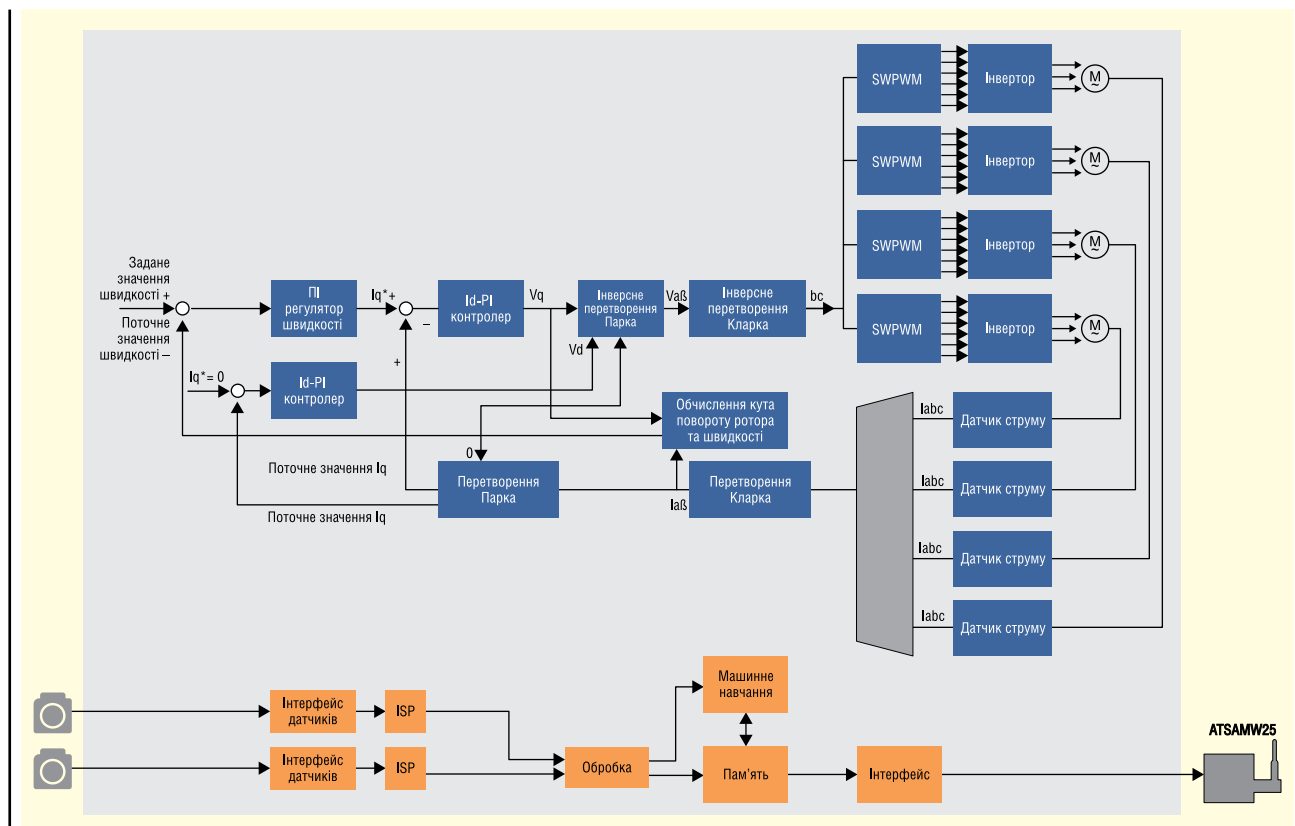 SWPWM
Інвертор
M
~
SWPWM
Інвертор
M
~
SWPWM
Інвертор
M
~
SWPWM
Інвертор
M
~
Задане
значення
швидкості +
Поточне
значення
швидкості –
ПІ
регулятор
швидкості
Iq*+
–
+
Id-PI
контролер
Vq
Інверсне
перетворення
Парка
Vaß
Інверсне
перетворення
Кларка
bc
Vd
Iq*= 0
Id-PI
контролер
Обчислення кута
повороту ротора
та швидкості
0
Поточне значення Iq
Перетворення
Парка
Iaß
Перетворення
Кларка
Поточне значення Iq
Iabc
Датчик струму
Iabc
Датчик струму
Iabc
Датчик струму
Iabc
Датчик струму
Машинне
навчання
Інтерфейс
датчиків
ISP
Інтерфейс
датчиків
ISP
Обробка
Пам’ять
Інтерфейс
ATSAMW25